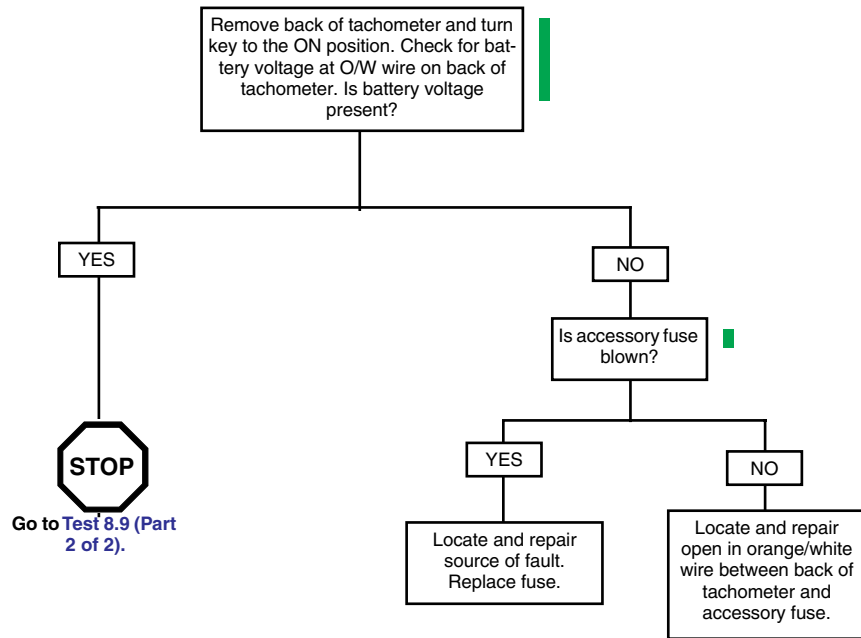 Remove back of tachometer and turn
key to the ON position. Check for bat-
tery voltage at O/W wire on back of
tachometer. Is battery voltage
present?
YES
NO
Is accessory fuse
blown?
STOP
Go to Test 8.9 (Part
2 of 2).
YES
NO
Locate and repair
source of fault.
Replace fuse.
Locate and repair
open in orange/white
wire between back of
tachometer and
accessory fuse.